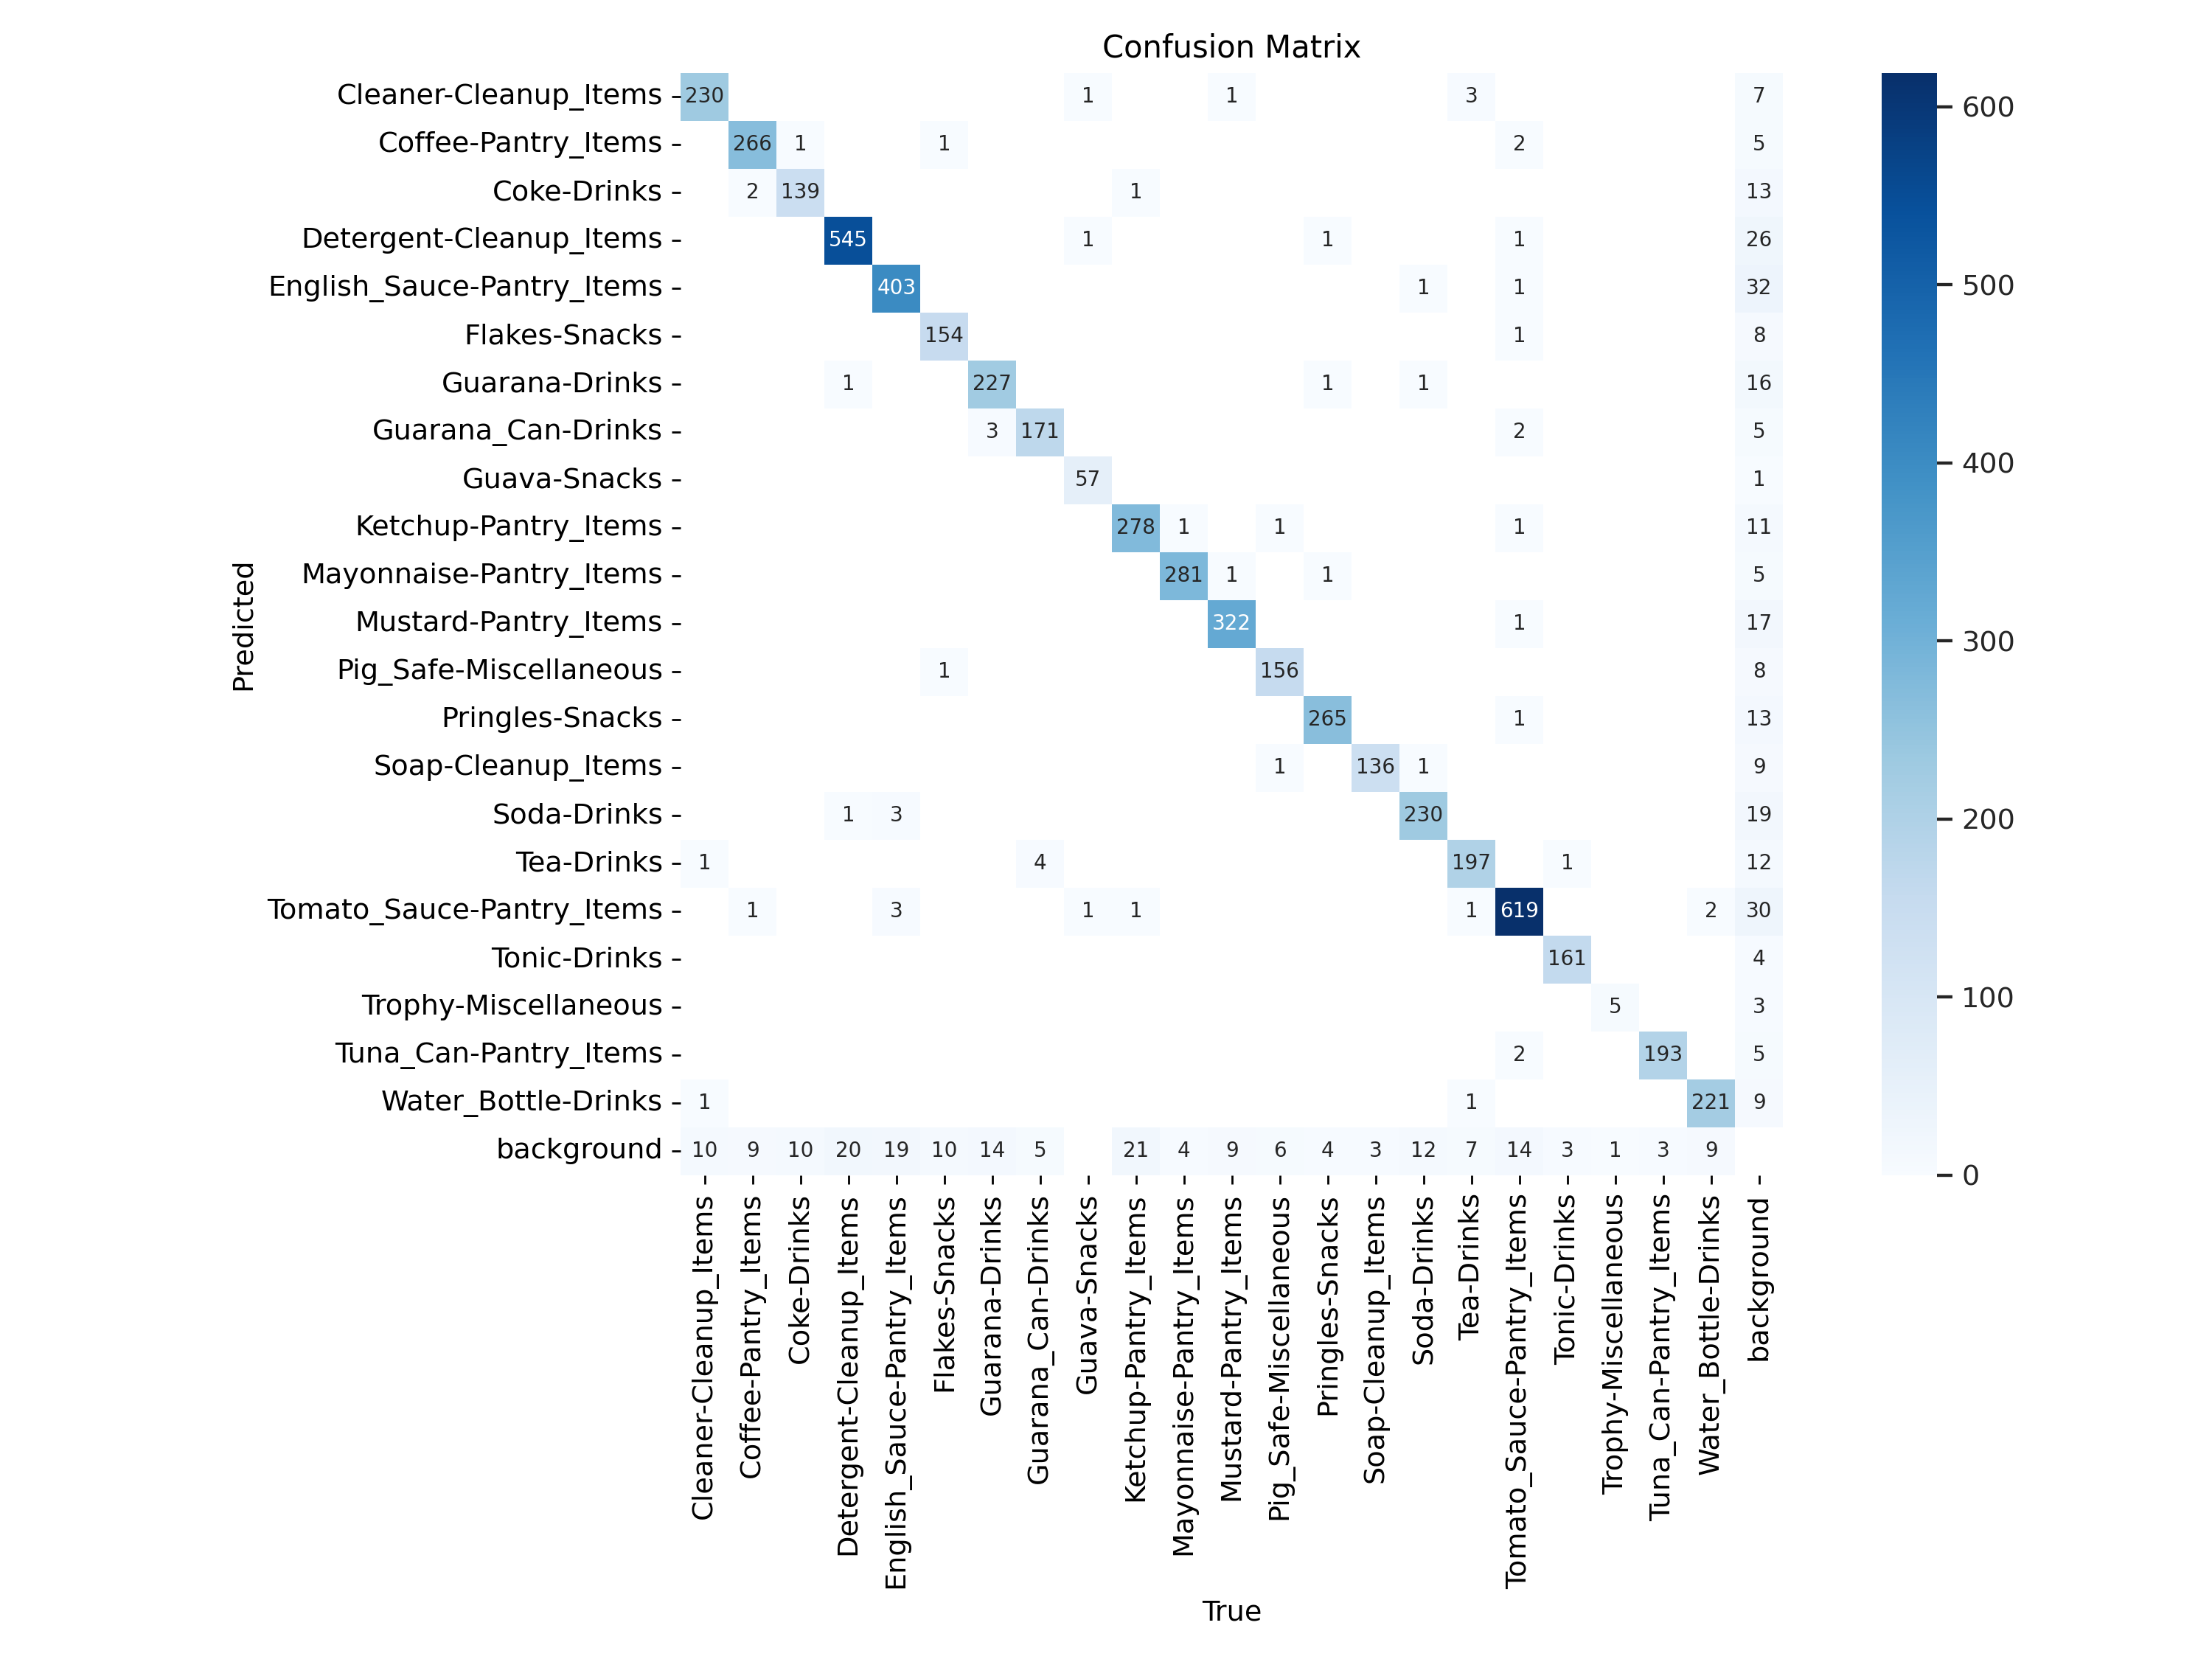 Confusion Matrix
Cleaner-Cleanup_Items 230 1 1 3 7
Coffee-Pantry_Items 266 1 1 2 5
Coke-Drinks 2 139 1 13
Detergent-Cleanup_Items 545 1 1 1 26
English_Sauce-Pantry_Items 403 1 1 32
Flakes-Snacks 154 1 8
Guarana-Drinks 1 227 1 1 16
Guarana_Can-Drinks 3 171 2 5
Guava-Snacks 57 1
Ketchup-Pantry_Items 278 1 1 1 11
Mayonnaise-Pantry_Items 281 1 1 5
Mustard-Pantry_Items 322 1 17
Pig_Safe-Miscellaneous 1 156 8
Pringles-Snacks 265 1 13
Soap-Cleanup_Items 1 136 1 9
Soda-Drinks 1 3 230 19
Tea-Drinks 1 4 197 1 12
Tomato_Sauce-Pantry_Items 1 3 1 1 1 619 2 30
Tonic-Drinks 161 4
Trophy-Miscellaneous 5 3
Tuna_Can-Pantry_Items 2 193 5
Water_Bottle-Drinks 1 1 221 9
background 10 9 10 20 19 10 14 5 21 4 9 6 4 3 12 7 14 3 1 3 9
Predicted
Cleaner-Cleanup_Items
Coffee-Pantry_Items
Coke-Drinks
Detergent-Cleanup_Items
English_Sauce-Pantry_Items
Flakes-Snacks
Guarana-Drinks
Guarana_Can-Drinks
Guava-Snacks
Ketchup-Pantry_Items
Mayonnaise-Pantry_Items
Mustard-Pantry_Items
Pig_Safe-Miscellaneous
Pringles-Snacks
Soap-Cleanup_Items
Soda-Drinks
Tea-Drinks
Tomato_Sauce-Pantry_Items
Tonic-Drinks
Trophy-Miscellaneous
Tuna_Can-Pantry_Items
Water_Bottle-Drinks
background
True
600
500
400
300
200
100
0